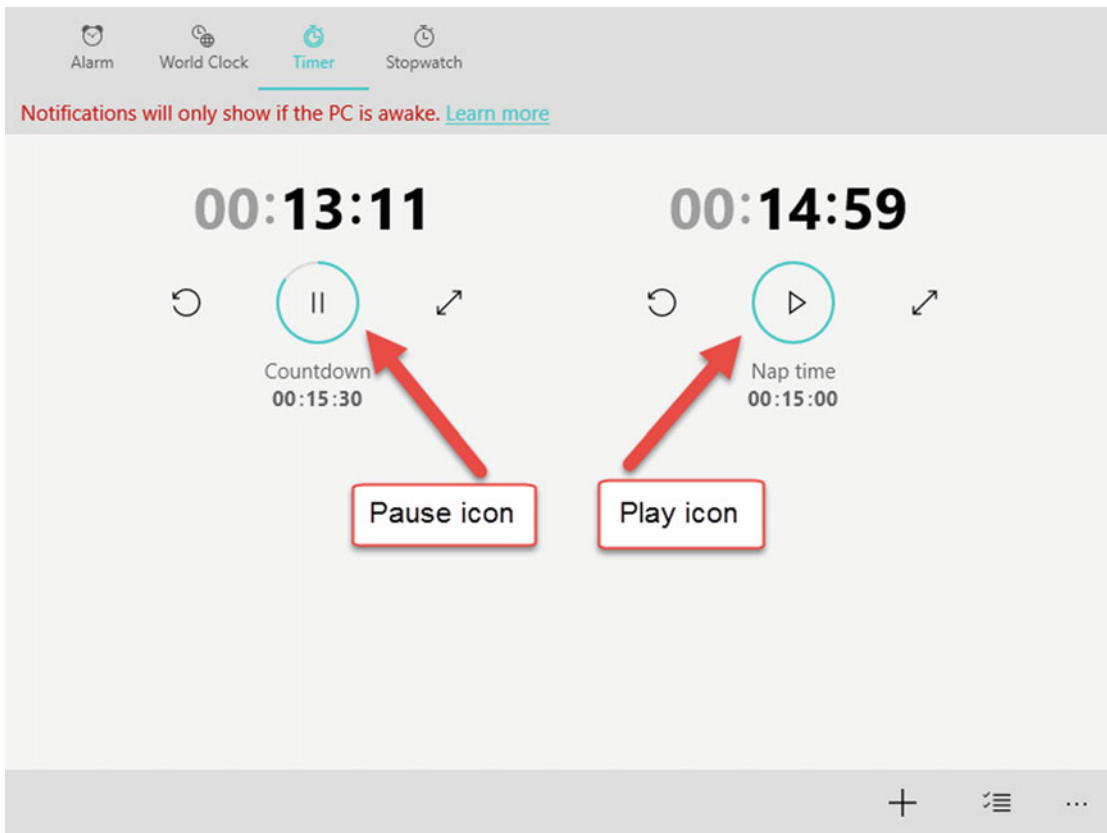 Alarm World Clock Timer Stopwatch
Notifications will only show if the PC is awake. Learn more
00:13:11 00:14:59
Countdown Nap time
00:15:30 00:15:00
Pause icon Play icon